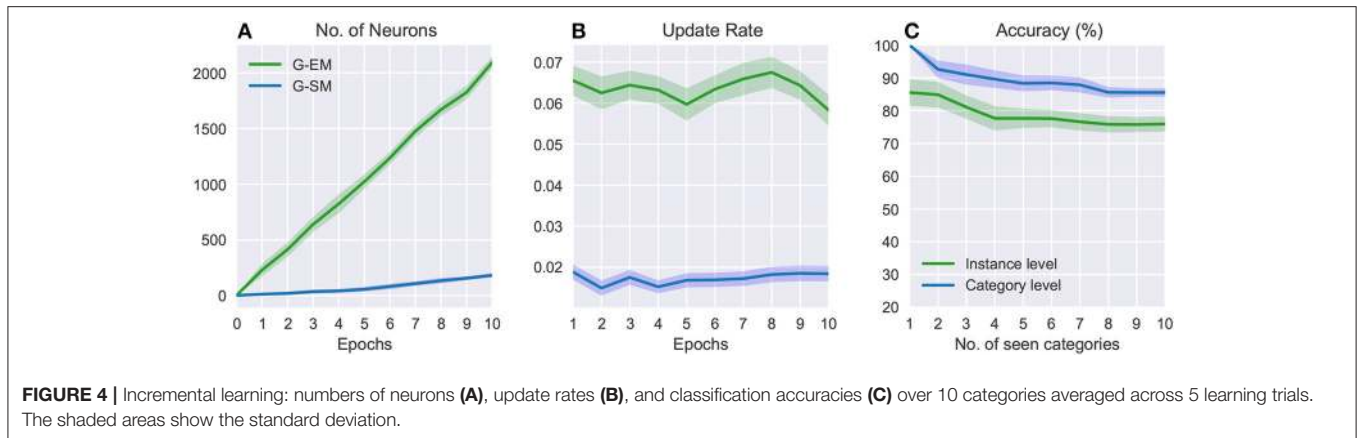 A
No. of Neurons
2000
1500
1000
500
0
G-EM
G-SM
0 1 2 3 4 5 6 7 8 9 10
Epochs
B
Update Rate
0.07
0.06
0.05
0.04
0.03
0.02
1 2 3 4 5 6 7 8 9 10
Epochs
C
Accuracy (%)
100
90
80
70
60
50
40
30
20
Instance level
Category level
1 2 3 4 5 6 7 8 9 10
No. of seen categories
FIGURE 4 | Incremental learning: numbers of neurons (A), update rates (B), and classification accuracies (C) over 10 categories averaged across 5 learning trials.
The shaded areas show the standard deviation.